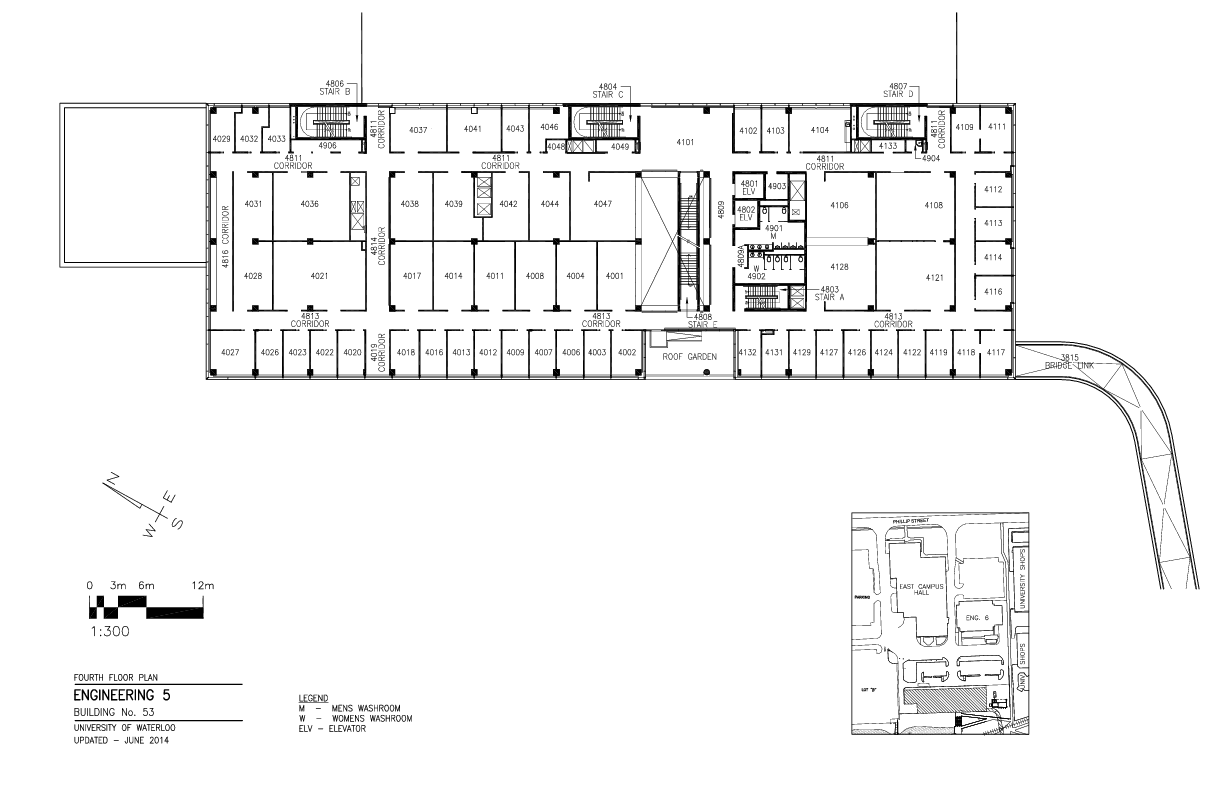 4806
STAIR B
4804
STAIR C
4807
STAIR D
4029
4032
4033
4906
4811
CORRIDOR
4037
4041
4043
4046
4048
4049
4101
4102
4103
4104
4133
4904
4811
CORRIDOR
4109
4111
4811
CORRIDOR
4811
CORRIDOR
4811
CORRIDOR
4816 CORRIDOR
4031
4036
4038
4039
4042
4044
4047
4809
4801
ELV
4903
4802
ELV
4901
M
4106
4108
4112
4113
4028
4021
4814
CORRIDOR
4017
4014
4011
4008
4004
4001
4809A
W
4902
4128
4121
4114
4116
4803
STAIR A
4813
CORRIDOR
4813
CORRIDOR
4808
STAIR E
4813
CORRIDOR
4027
4026
4023
4022
4020
4019
CORRIDOR
4018
4016
4013
4012
4009
4007
4006
4003
4002
ROOF GARDEN
4132
4131
4129
4127
4126
4124
4122
4119
4118
4117
3815
BRIDGE LINK
N
E
W
S
0 3m 6m 12m
1:300
FOURTH FLOOR PLAN
ENGINEERING 5
BUILDING No. 53
UNIVERSITY OF WATERLOO
UPDATED – JUNE 2014
LEGEND
M – MENS WASHROOM
W – WOMENS WASHROOM
ELV – ELEVATOR
PHILLIP STREET
EAST CAMPUS
HALL
PARKING
ENG. 6
UNIVERSITY SHOPS
SHOPS
LOT "B"